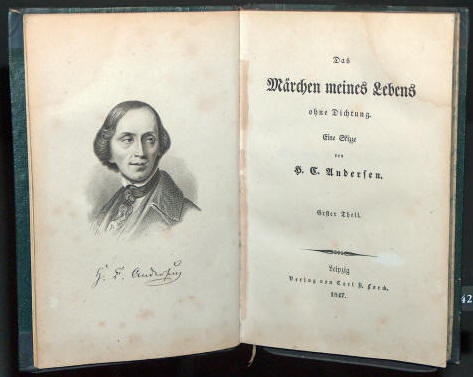 H. C. Andersen
Das
Märchen meines Lebens
ohne Dichtung.
Eine Skizze
von
H. C. Andersen.
Erster Theil.
Leipzig
Verlag von Carl B. Lorck.
1847.
42